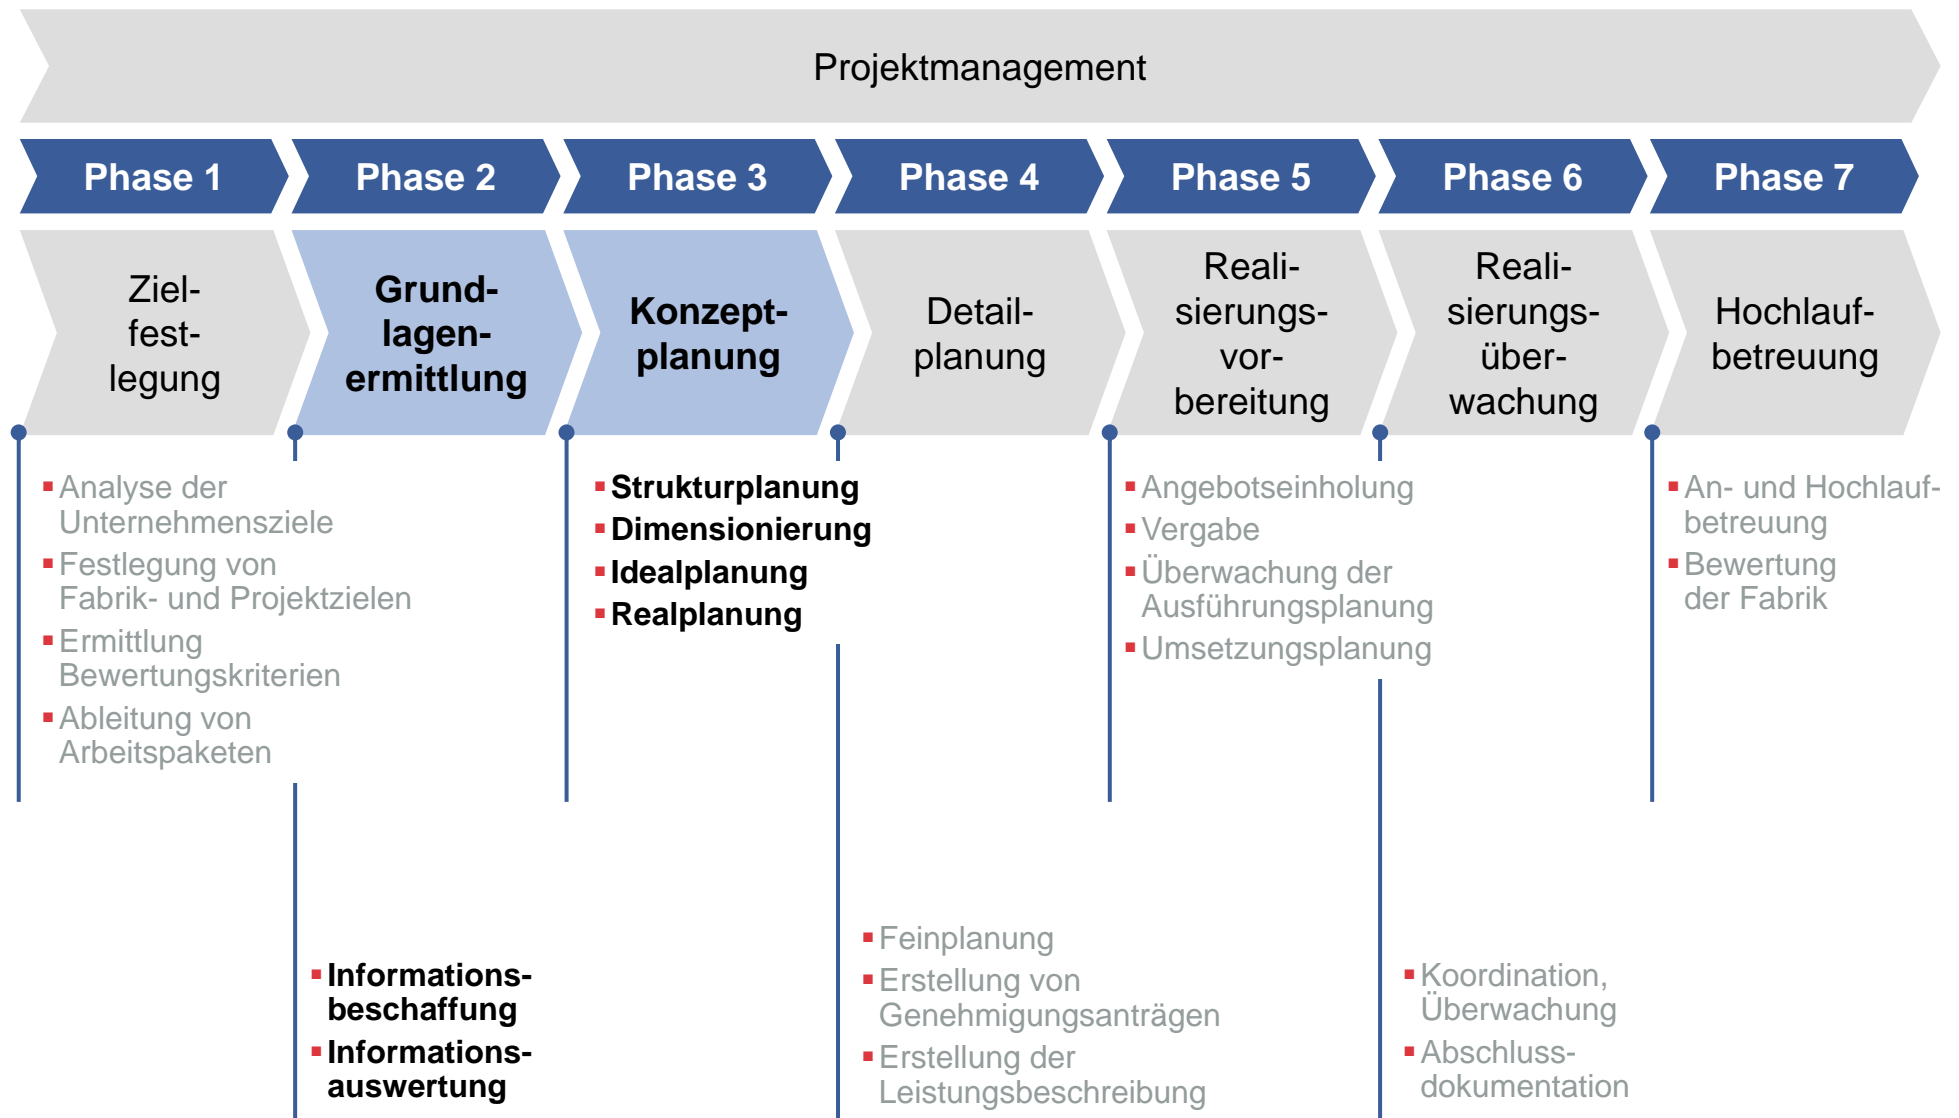 Projektmanagement
Phase 1
Phase 2
Phase 3
Phase 4
Phase 5
Phase 6
Phase 7
Ziel-
fest-
legung
Grund-
lagen-
ermittlung
Konzept-
planung
Detail-
planung
Reali-
sierungs-
vor-
bereitung
Reali-
sierungs-
über-
wachung
Hochlauf-
betreuung
▪ Analyse der
Unternehmensziele
▪ Festlegung von
Fabrik- und Projektzielen
▪ Ermittlung
Bewertungskriterien
▪ Ableitung von
Arbeitspaketen
▪ Informations-
beschaffung
▪ Informations-
auswertung
▪ Strukturplanung
▪ Dimensionierung
▪ Idealplanung
▪ Realplanung
▪ Feinplanung
▪ Erstellung von
Genehmigungsanträgen
▪ Erstellung der
Leistungsbeschreibung
▪ Angebotseinholung
▪ Vergabe
▪ Überwachung der
Ausführungsplanung
▪ Umsetzungsplanung
▪ Koordination,
Überwachung
▪ Abschluss-
dokumentation
▪ An- und Hochlauf-
betreuung
▪ Bewertung
der Fabrik